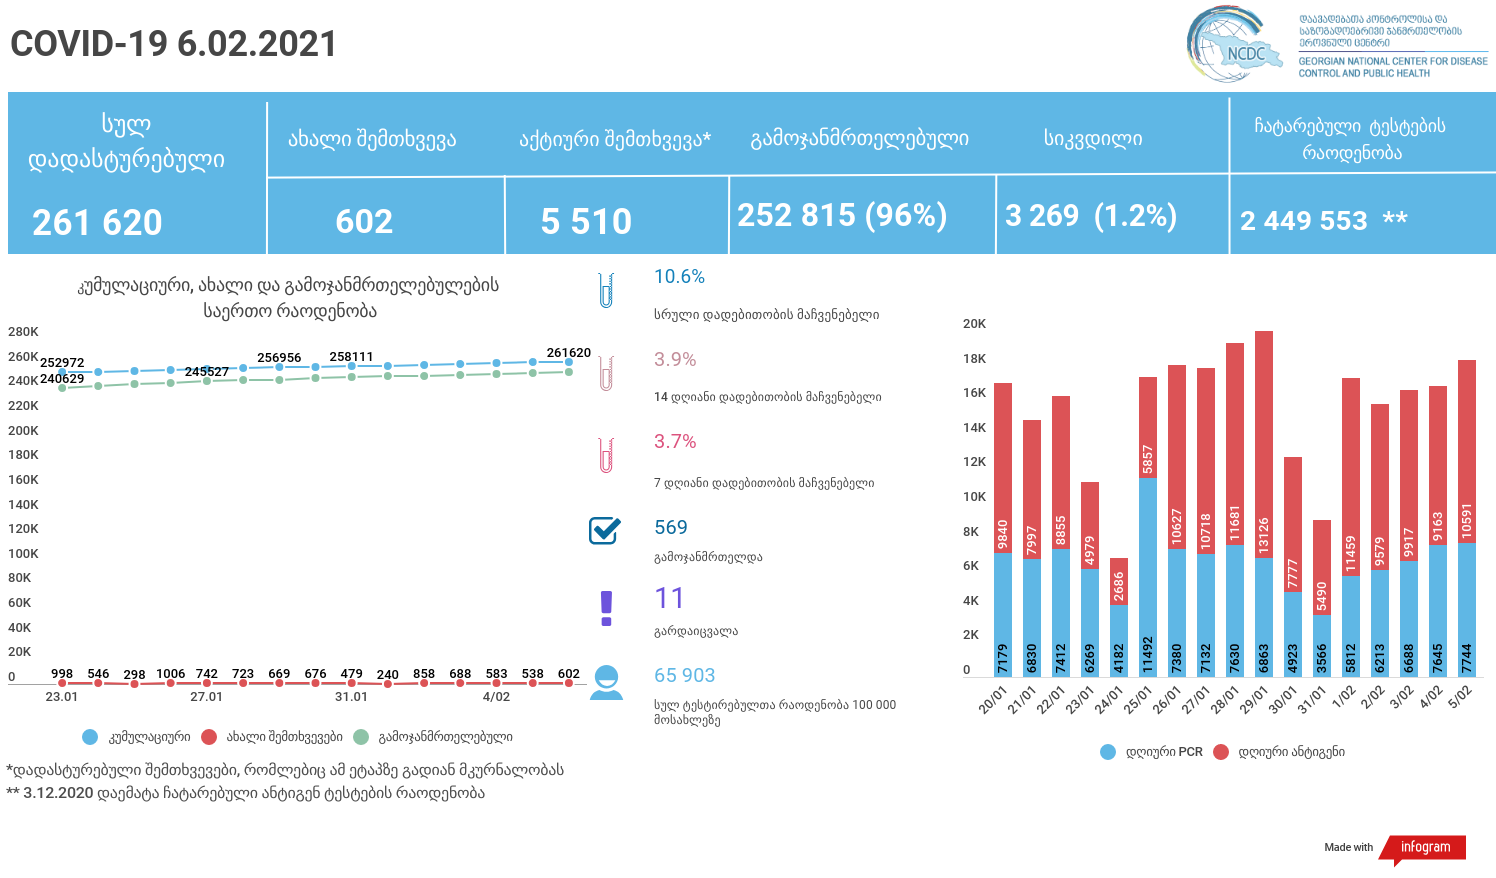 COVID-19 6.02.2021
დაავადებათა კონტროლისა და
საზოგადოებრივი ჯანმრთელობის
ეროვნული ცენტრი
NCDC
GEORGIAN NATIONAL CENTER FOR DISEASE
CONTROL AND PUBLIC HEALTH
სულ
დადასტურებული
261 620
ახალი შემთხვევა
602
აქტიური შემთხვევა*
5 510
გამოჯანმრთელებული
252 815 (96%)
სიკვდილი
3 269 (1.2%)
ჩატარებული ტესტების
რაოდენობა
2 449 553 **
კუმულაციური, ახალი და გამოჯანმრთელებულების
საერთო რაოდენობა
280K
260K
240K
220K
200K
180K
160K
140K
120K
100K
80K
60K
40K
20K
0
252972
240629
245527
256956
258111
261620
998 546 298 1006 742 723 669 676 479 240 858 688 583 538 602
23.01 27/01 31.01 4/02
კუმულაციური ახალი შემთხვევები გამოჯანმრთელებული
*დადასტურებული შემთხვევები, რომლებიც ამ ეტაპზე გადიან მკურნალობას
** 3.12.2020 დაემატა ჩატარებული ანტიგენ ტესტების რაოდენობა
10.6%
სრული დადებითობის მაჩვენებელი
3.9%
14 დღიანი დადებითობის მაჩვენებელი
3.7%
7 დღიანი დადებითობის მაჩვენებელი
569
გამოჯანმრთელდა
11
გარდაიცვალა
65 903
სულ ტესტირებულთა რაოდენობა 100 000
მოსახლეზე
20K
18K
16K
14K
12K
10K
8K
6K
4K
2K
0
9840 7997 8855 4979 2686 5857 10627 10718 11681 13126 7777 5490 11459 9579 9917 9163 10591
7179 6830 7412 6269 4182 11492 7380 7132 7630 6863 4923 3566 5812 6213 6688 7645 7744
20/01 21/01 22/01 23/01 24/01 25/01 26/01 27/01 28/01 29/01 30/01 31/01 1/02 2/02 3/02 4/02 5/02
დღიური PCR დღიური ანტიგენი
Made with infogram